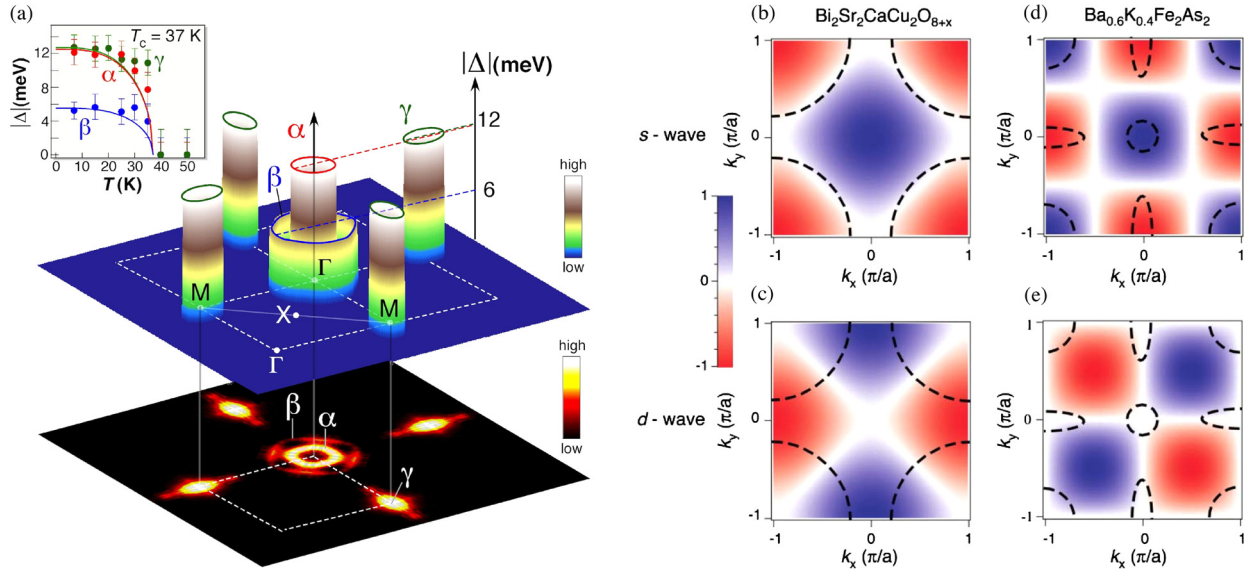 (a)
T_c = 37 K
|Δ|(meV)
12
8
4
0
γ
α
β
0 10 20 30 40 50
T (K)
|Δ|(meV)
12
6
α
γ
β
high
low
Γ
M
X
M
Γ
high
low
β
α
γ
(b)
Bi₂Sr₂CaCu₂O₈₊ₓ
1
0
-1
k_y (π/a)
-1 0 1
k_x (π/a)
s - wave
(d)
Ba₀.₆K₀.₄Fe₂As₂
1
0
-1
k_y (π/a)
-1 0 1
k_x (π/a)
1
0
-1
(c)
1
0
-1
k_y (π/a)
-1 0 1
k_x (π/a)
d - wave
(e)
1
0
-1
k_y (π/a)
-1 0 1
k_x (π/a)